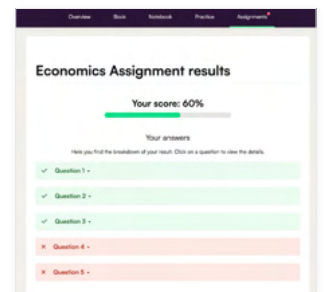 Overview Book Notebook Practice Assignments
Economics Assignment results
Your score: 60%
Your answers
Here you find the breakdown of your result. Click on a question to view the details.
Question 1
Question 2
Question 3
Question 4
Question 5